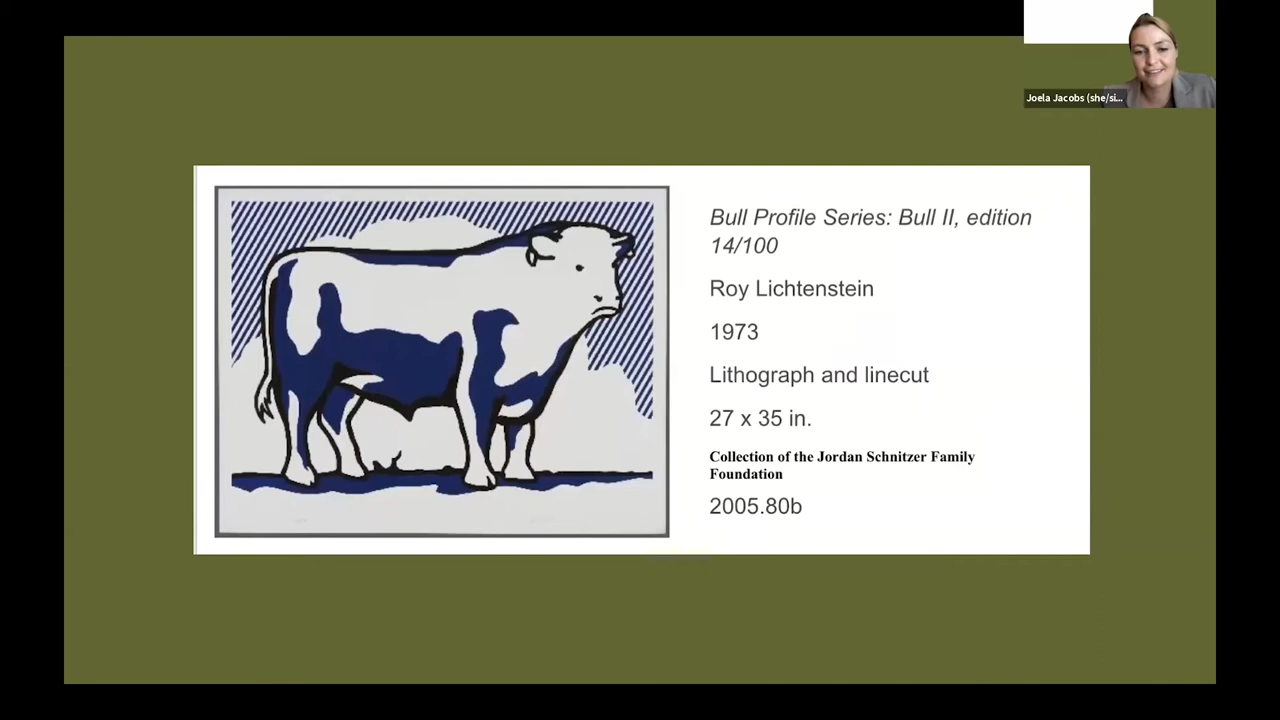 Joela Jacobs (she/si...
Bull Profile Series: Bull II, edition
14/100
Roy Lichtenstein
1973
Lithograph and linecut
27 x 35 in.
Collection of the Jordan Schnitzer Family
Foundation
2005.80b